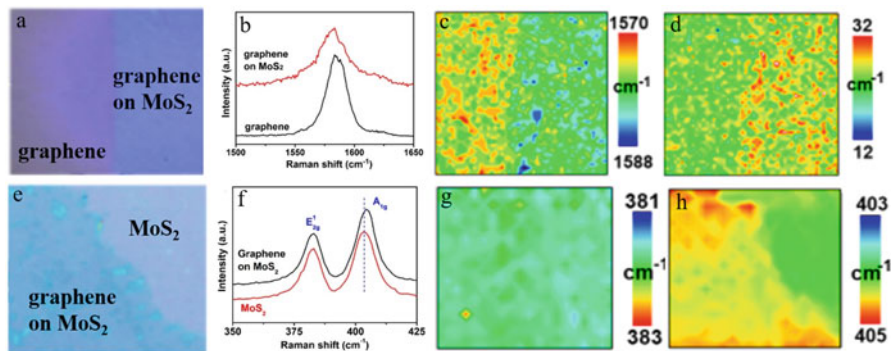 a
graphene
on MoS₂
graphene
b
Intensity (a.u.)
graphene
on MoS₂
graphene
1500 1550 1600 1650
Raman shift (cm⁻¹)
c
1570
cm⁻¹
1588
d
32
cm⁻¹
12
e
MoS₂
graphene
on MoS₂
f
Intensity (a.u.)
E¹₂g
A₁g
Graphene
on MoS₂
MoS₂
350 375 400 425
Raman shift (cm⁻¹)
g
381
cm⁻¹
383
h
403
cm⁻¹
405